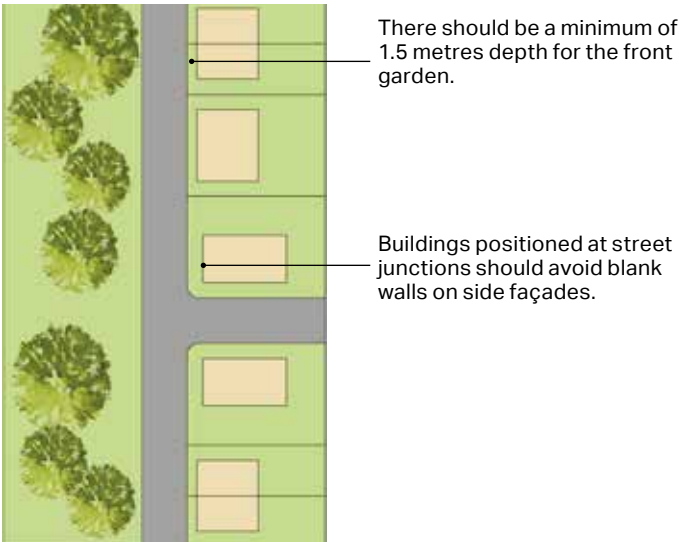 There should be a minimum of
1.5 metres depth for the front
garden.
Buildings positioned at street
junctions should avoid blank
walls on side façades.